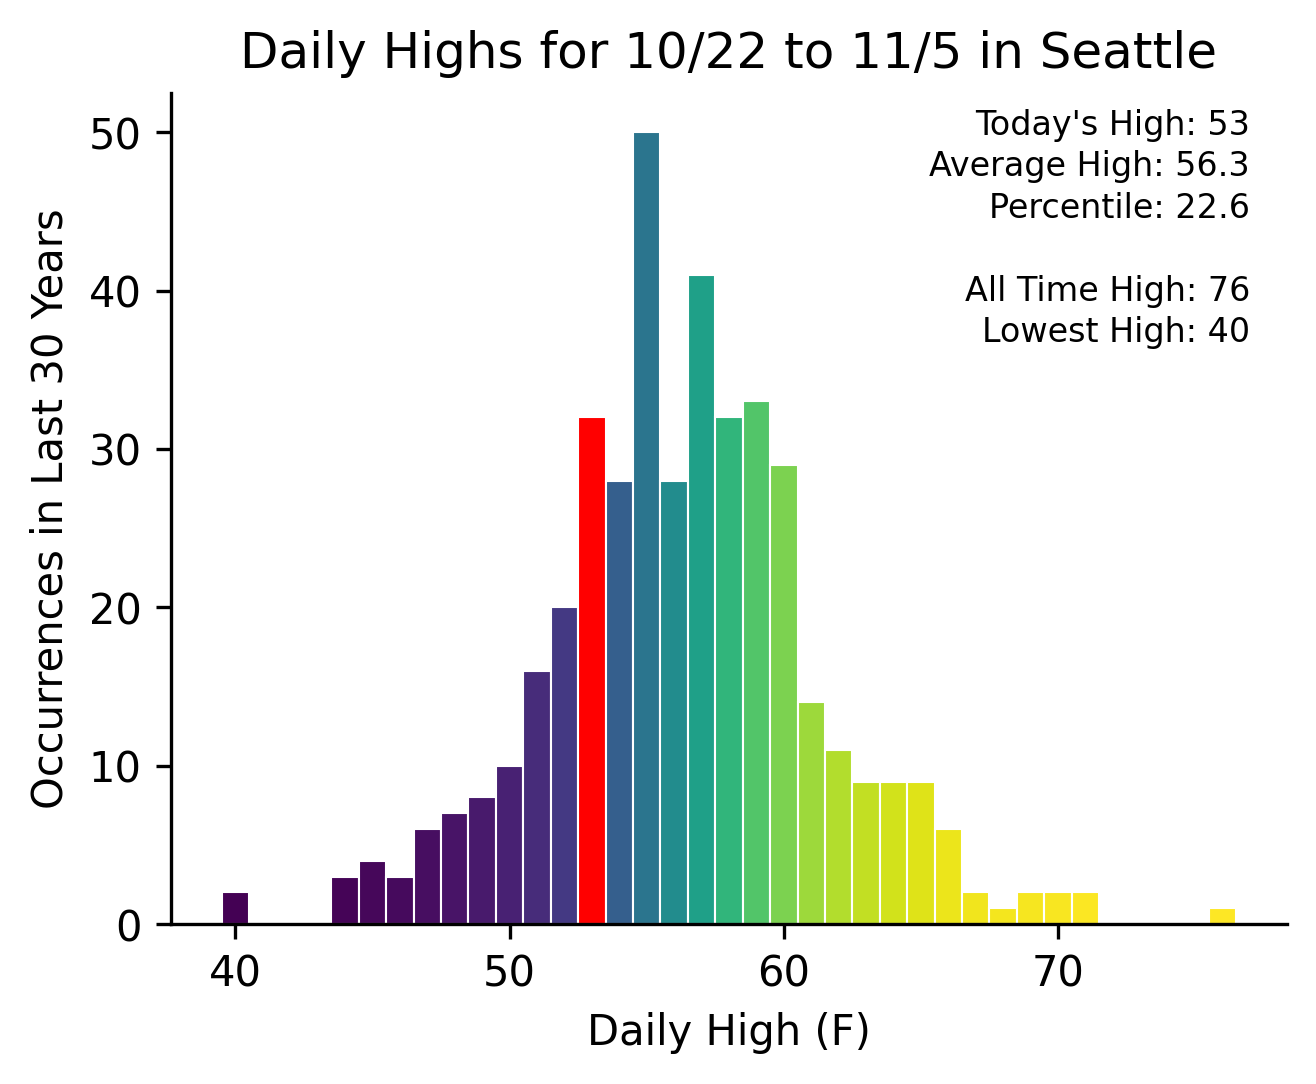 Daily Highs for 10/22 to 11/5 in Seattle
Today's High: 53
Average High: 56.3
Percentile: 22.6
All Time High: 76
Lowest High: 40
Occurrences in Last 30 Years
50
40
30
20
10
0
40 50 60 70
Daily High (F)